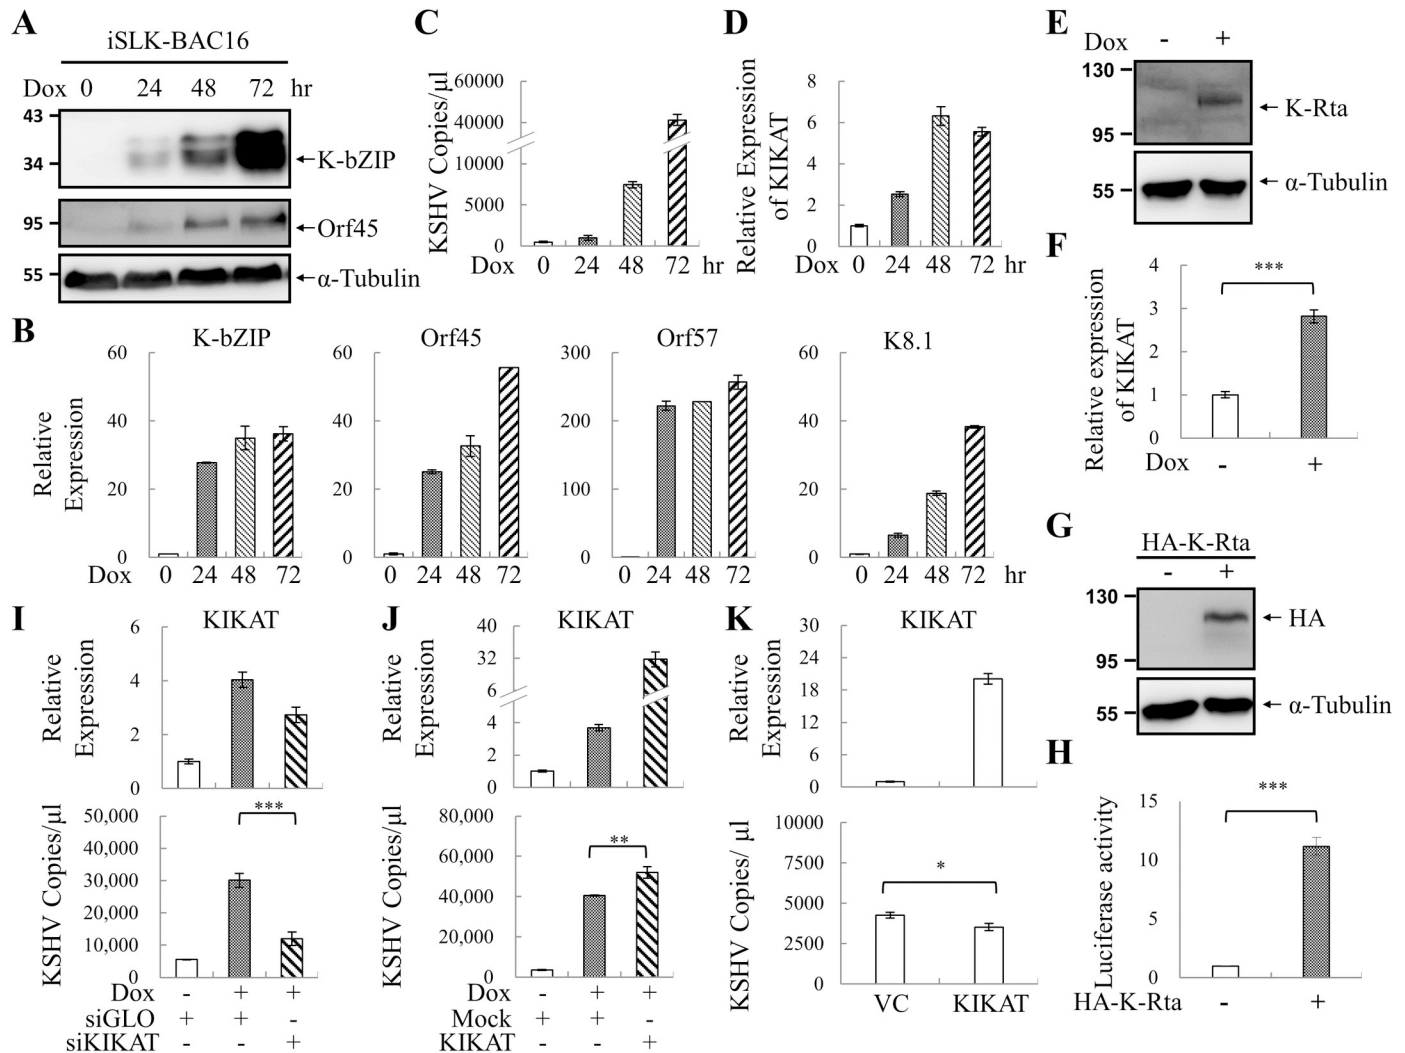 A
iSLK-BAC16
Dox 0 24 48 72 hr
43
34
K-bZIP
95
Orf45
55
α-Tubulin
C
KSHV Copies/µl
60000
40000
10000
5000
0
Dox 0 24 48 72 hr
D
Relative Expression
of KIKAT
8
6
4
2
0
Dox 0 24 48 72 hr
E
Dox - +
130
95
K-Rta
55
α-Tubulin
F
Relative expression
of KIKAT
4
3
2
1
0
***
Dox - +
B
Relative
Expression
K-bZIP
60
40
20
0
Dox 0 24 48 72
Orf45
60
40
20
0
0 24 48 72
Orf57
300
200
100
0
0 24 48 72
K8.1
60
40
20
0
0 24 48 72 hr
G
HA-K-Rta
- +
130
95
HA
55
α-Tubulin
H
Luciferase activity
15
10
5
0
***
HA-K-Rta - +
I
KIKAT
Relative
Expression
6
4
2
0
KSHV Copies/µl
50,000
40,000
30,000
20,000
10,000
0
***
Dox - + +
siGLO + + -
siKIKAT - - +
J
KIKAT
Relative
Expression
40
32
6
4
2
0
KSHV Copies/µl
80,000
60,000
40,000
20,000
0
**
Dox - + +
Mock + + -
KIKAT - - +
K
KIKAT
Relative
Expression
30
24
18
12
6
0
KSHV Copies/ µl
10000
7500
5000
2500
0
*
VC KIKAT